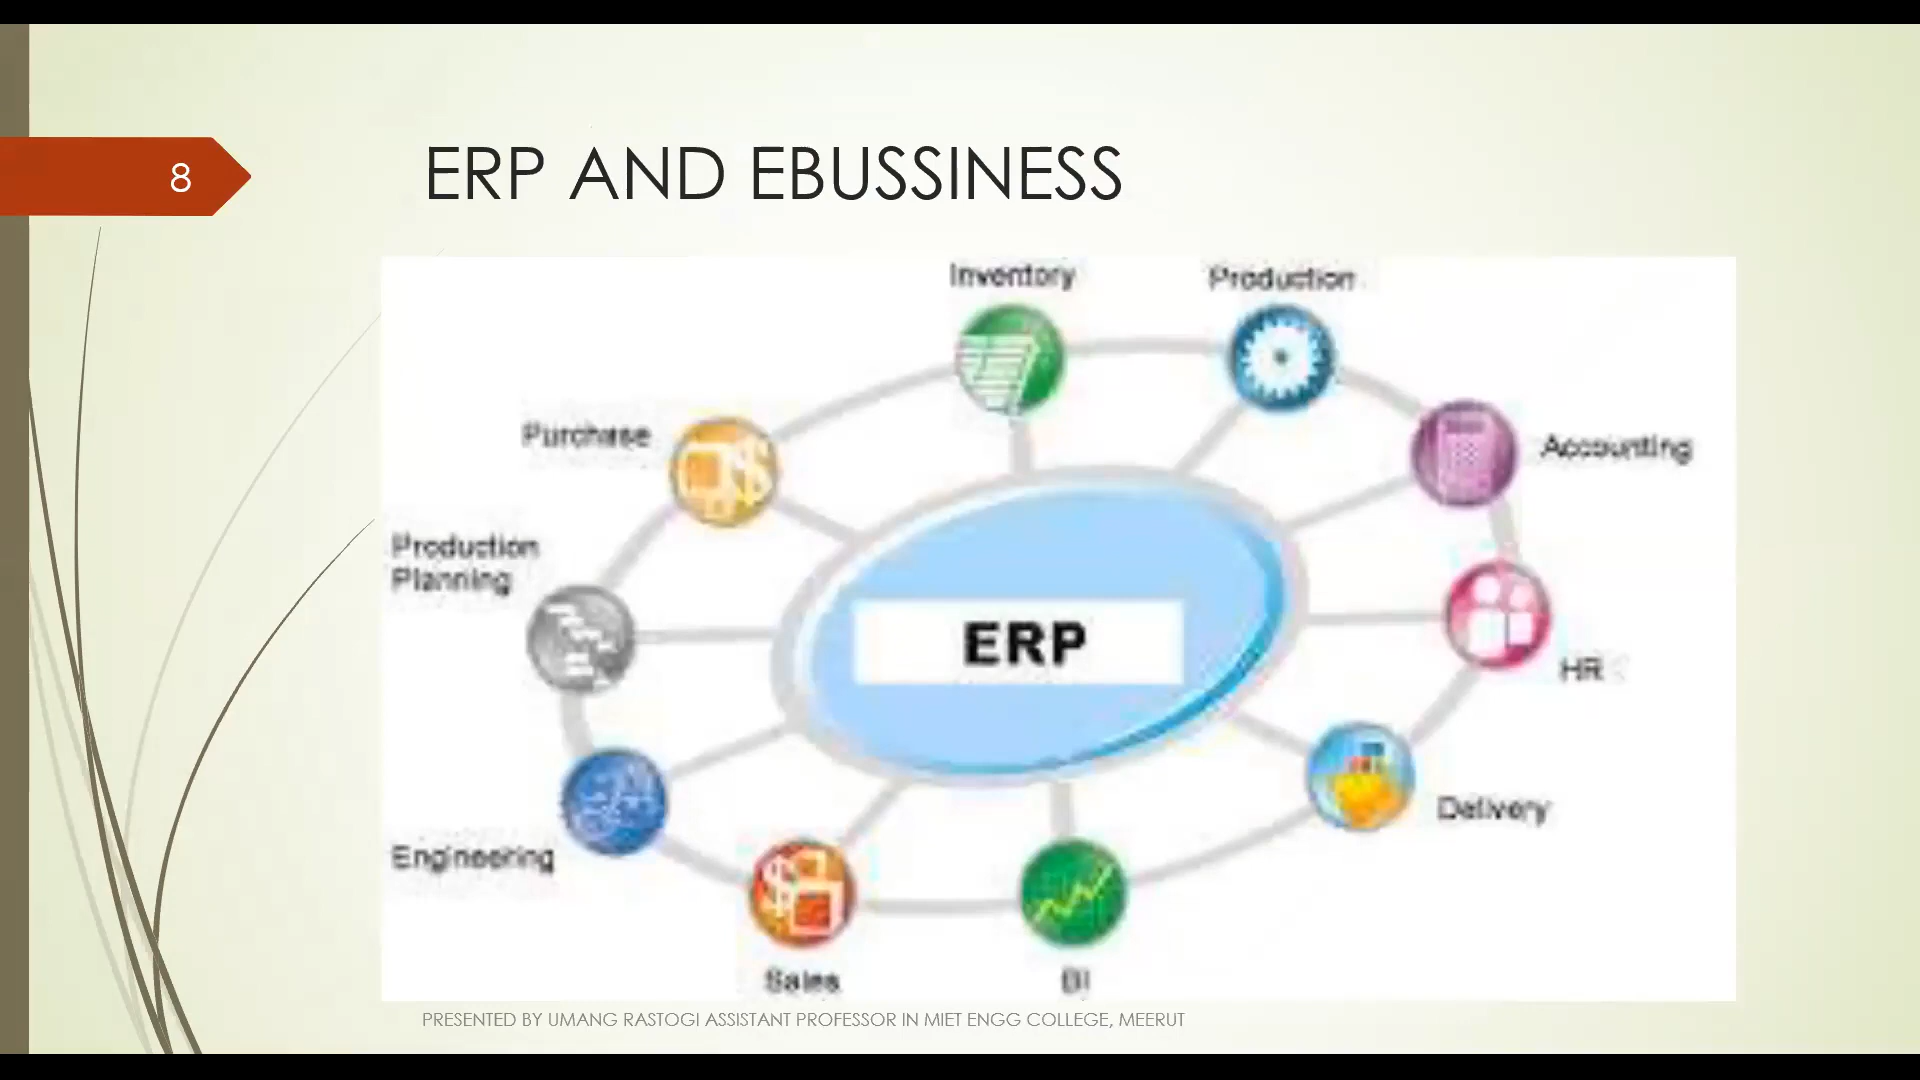 8
ERP AND EBUSSINESS
Inventory
Production
Accounting
Purchase
Production
Planning
ERP
HR
Delivery
Engineering
Sales
BI
PRESENTED BY UMANG RASTOGI ASSISTANT PROFESSOR IN MIET ENGG COLLEGE, MEERUT